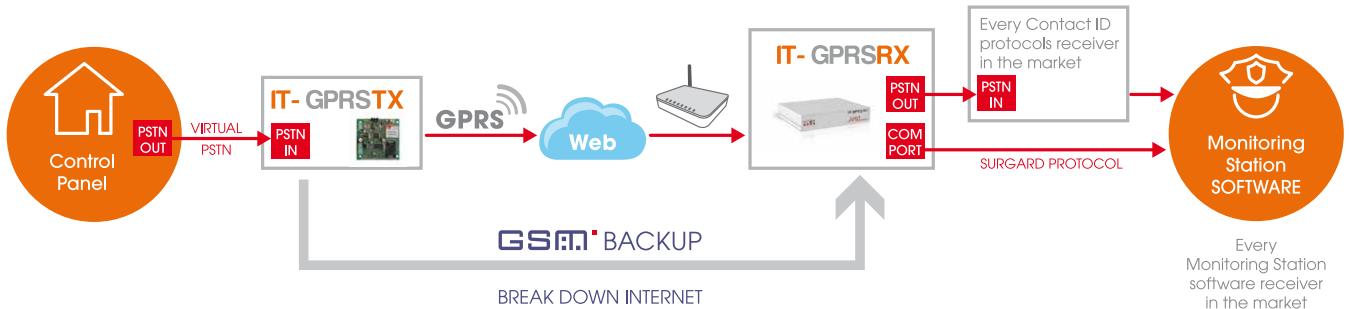 Control
Panel
PSTN
OUT
VIRTUAL
PSTN
IT- GPRSTX
PSTN
IN
GPRS
Web
IT- GPRSRX
PSTN
OUT
COM
PORT
Every Contact ID
protocols receiver
in the market
PSTN
IN
SURGARD PROTOCOL
Monitoring
Station
SOFTWARE
Every
Monitoring Station
software receiver
in the market
GSM BACKUP
BREAK DOWN INTERNET